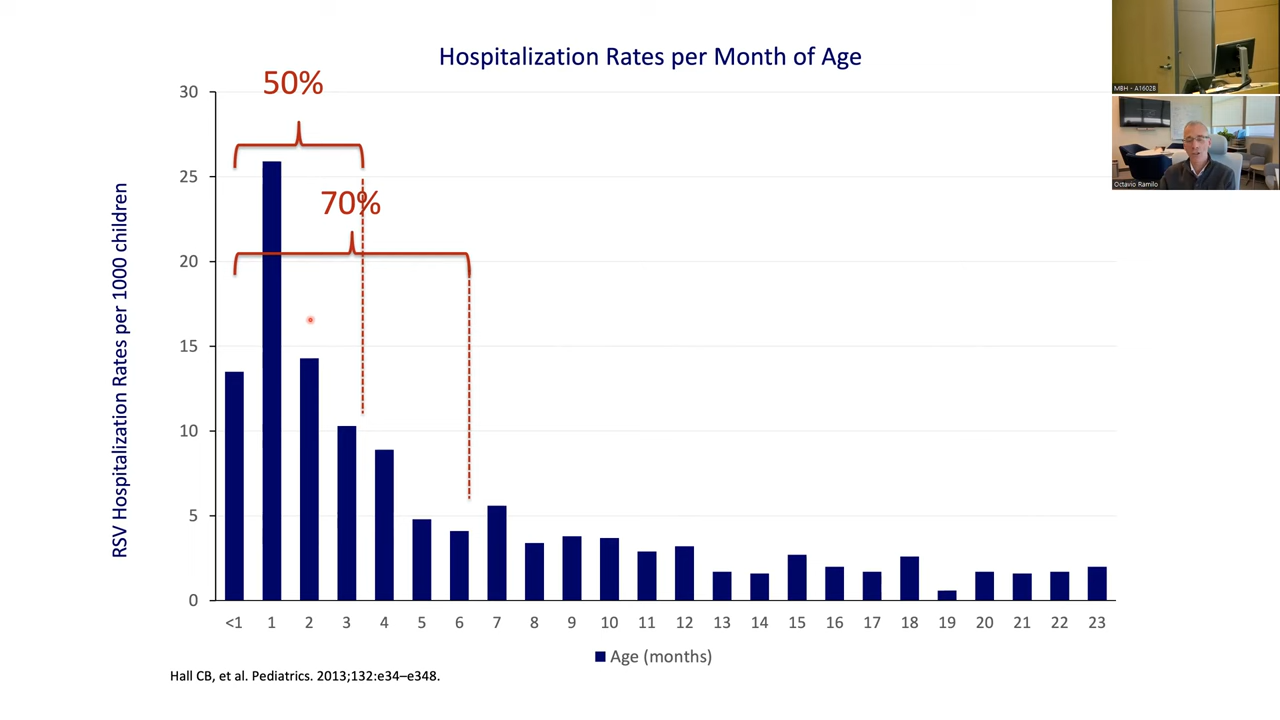 Hospitalization Rates per Month of Age
50%
70%
RSV Hospitalization Rates per 1000 children
30
25
20
15
10
5
0
<1 1 2 3 4 5 6 7 8 9 10 11 12 13 14 15 16 17 18 19 20 21 22 23
Age (months)
Hall CB, et al. Pediatrics. 2013;132:e34–e348.
MBH - A1602B
Octavio Ramilo